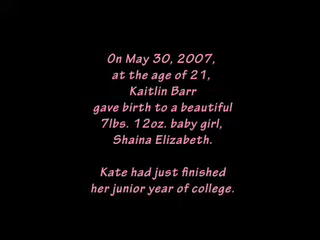 On May 30, 2007,
at the age of 21,
Kaitlin Barr
gave birth to a beautiful
7lbs. 12oz. baby girl,
Shaina Elizabeth.
Kate had just finished
her junior year of college.